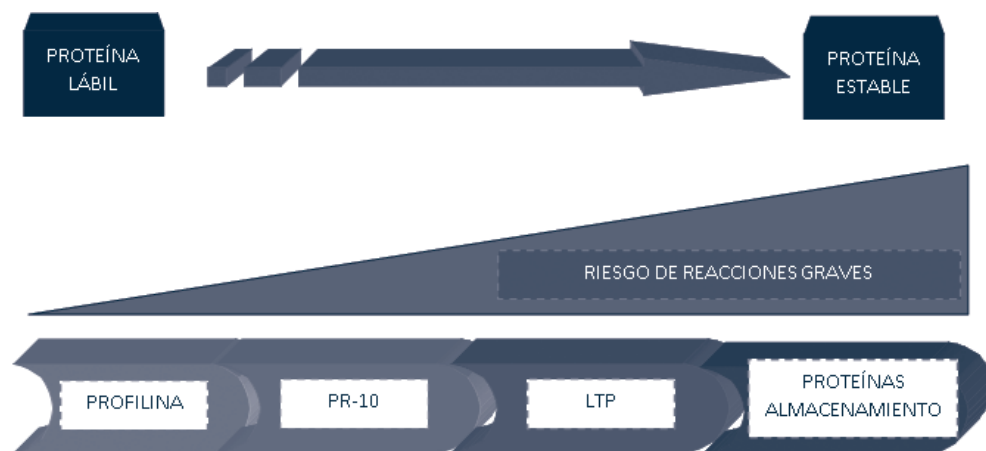 PROTEÍNA
LÁBIL
PROTEÍNA
ESTABLE
RIESGO DE REACCIONES GRAVES
PROFILINA
PR-10
LTP
PROTEÍNAS
ALMACENAMIENTO